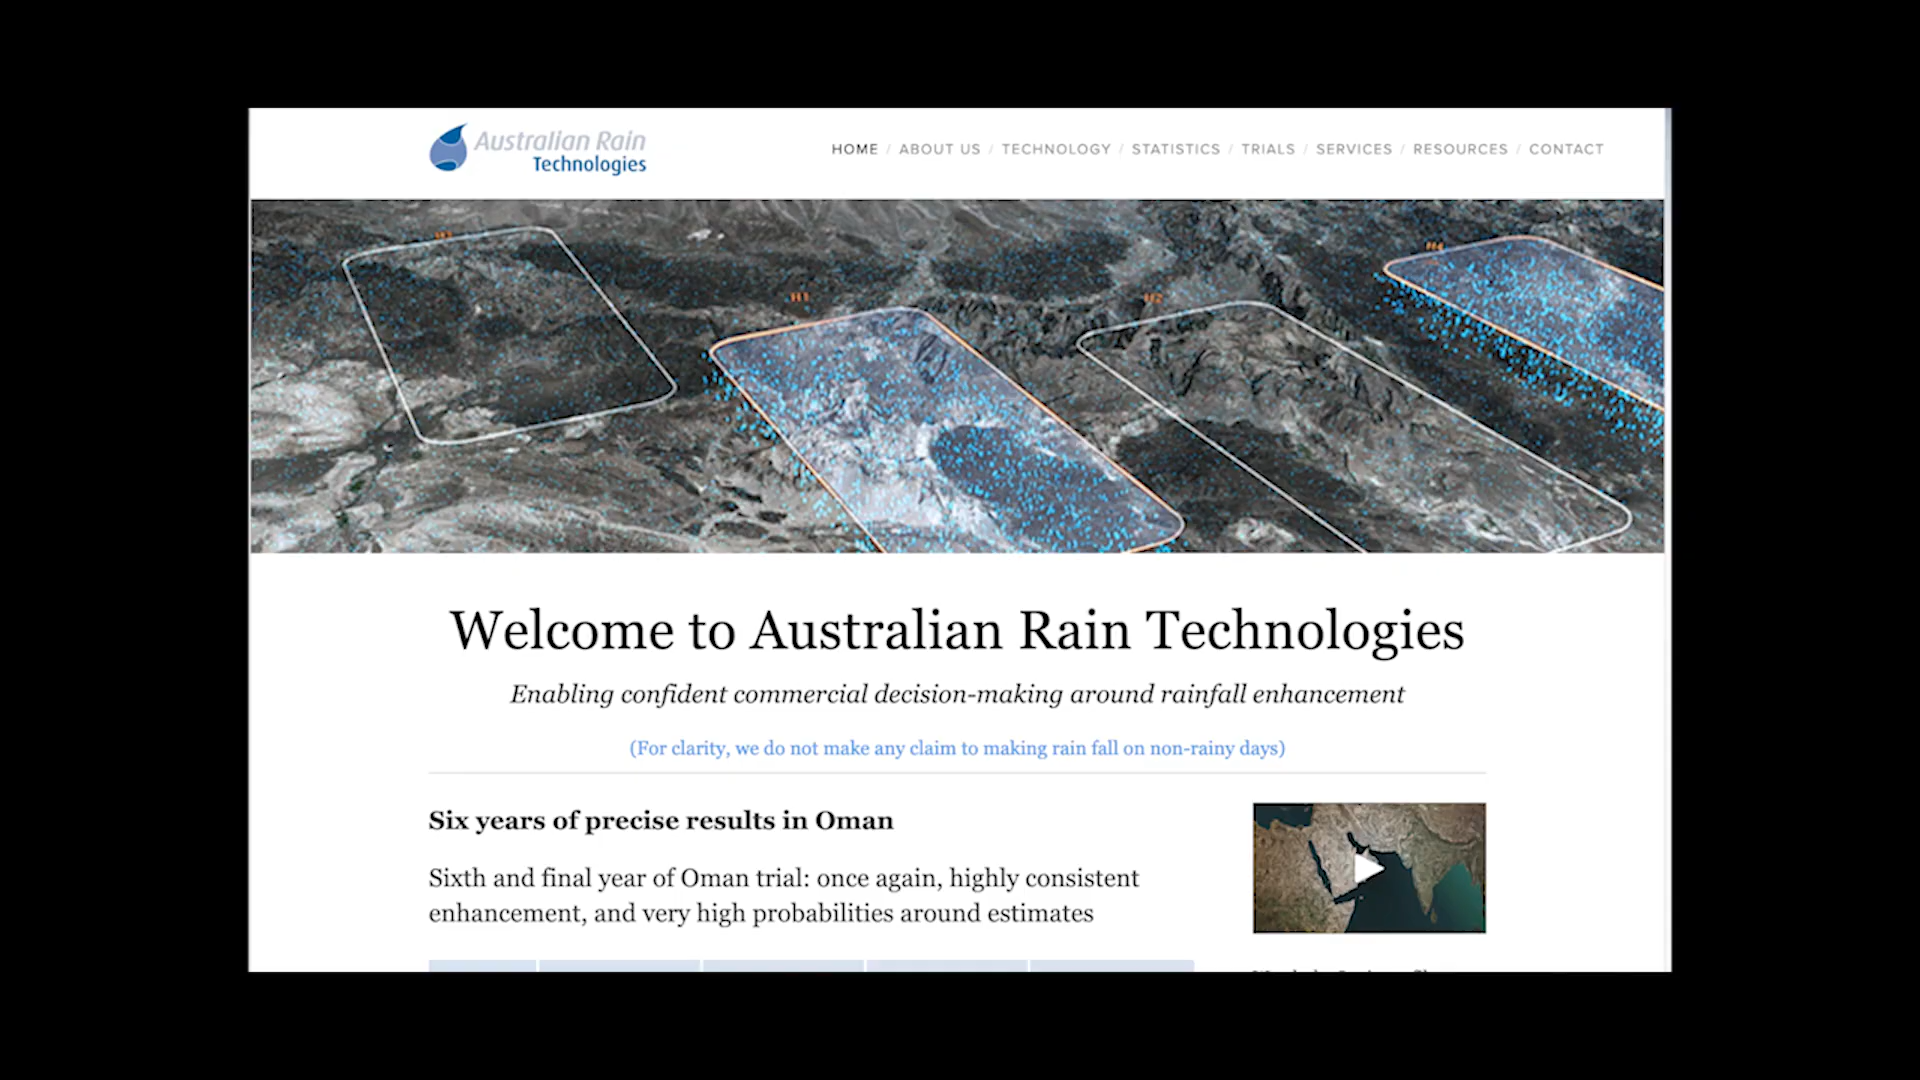 Australian Rain
Technologies
HOME / ABOUT US / TECHNOLOGY / STATISTICS / TRIALS / SERVICES / RESOURCES / CONTACT
H1
H2
H4
Welcome to Australian Rain Technologies
Enabling confident commercial decision-making around rainfall enhancement
(For clarity, we do not make any claim to making rain fall on non-rainy days)
Six years of precise results in Oman
Sixth and final year of Oman trial: once again, highly consistent
enhancement, and very high probabilities around estimates